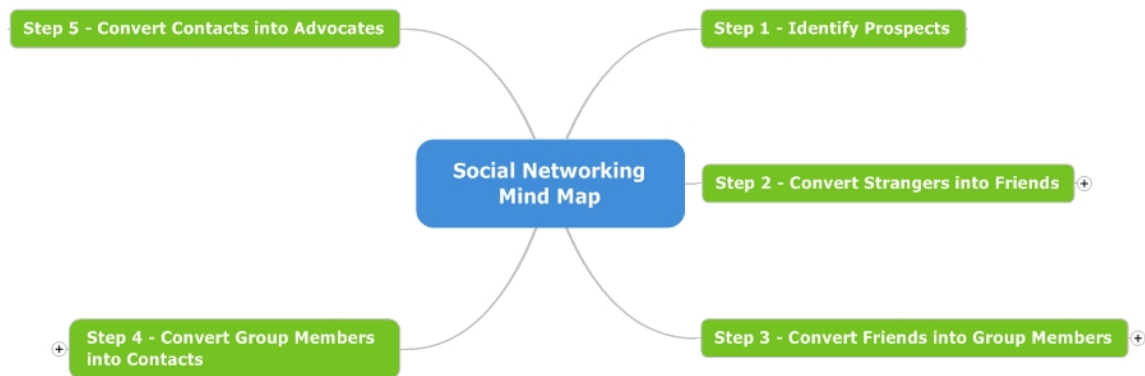 Social Networking
Mind Map
Step 1 - Identify Prospects
Step 2 - Convert Strangers into Friends
Step 3 - Convert Friends into Group Members
Step 4 - Convert Group Members
into Contacts
Step 5 - Convert Contacts into Advocates